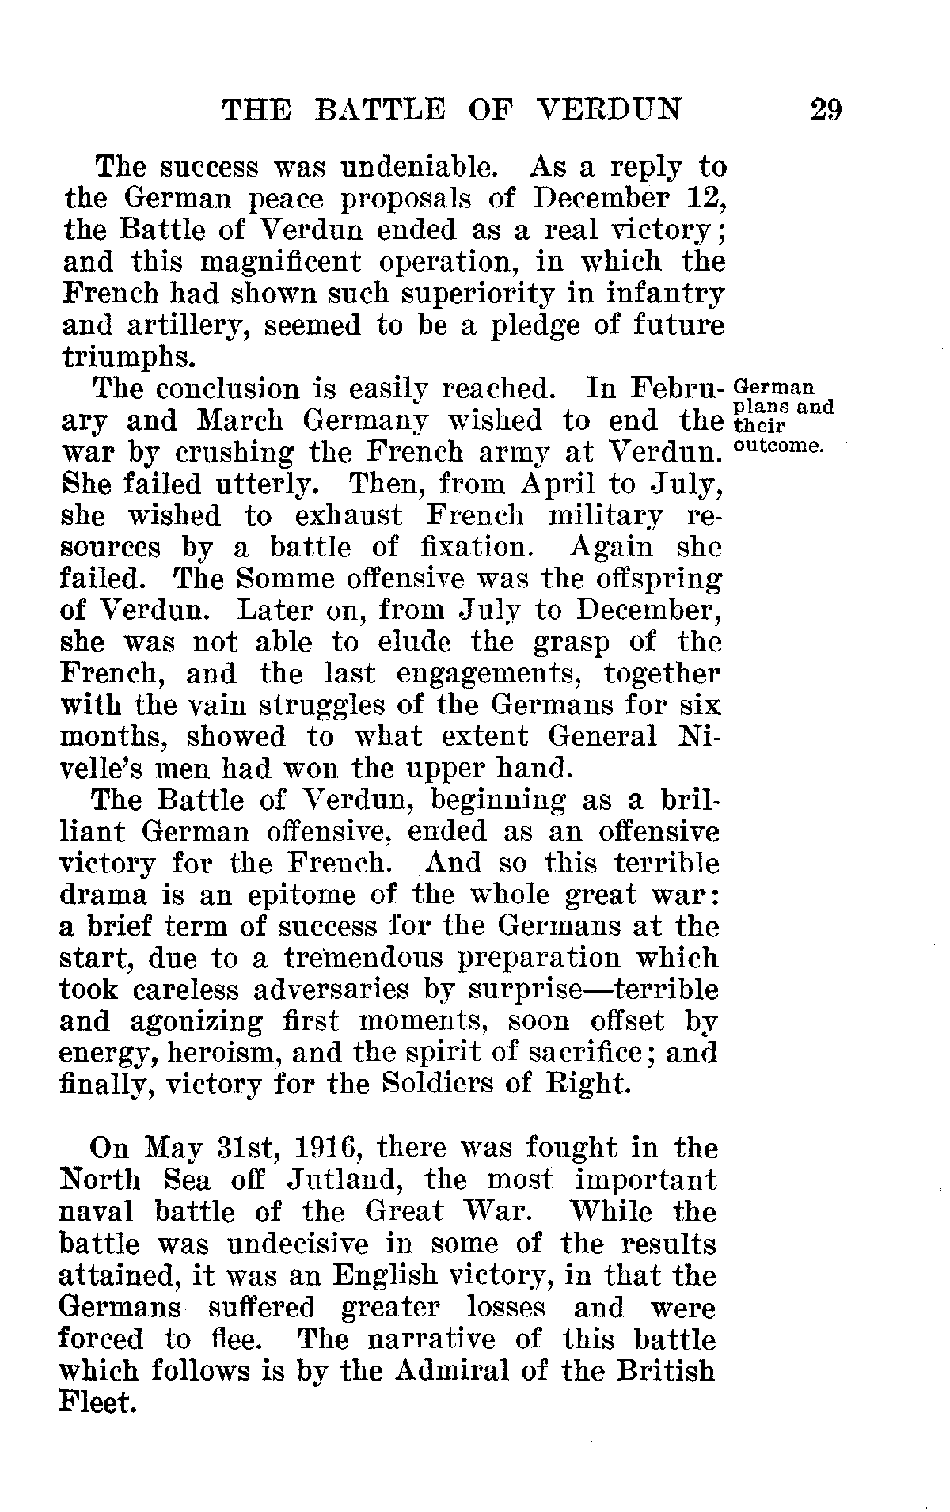 THE BATTLE OF VERDUN 29
The success was undeniable. As a reply to
the German peace proposals of December 12,
the Battle of Verdun ended as a real victory;
and this magnificent operation, in which the
French had shown such superiority in infantry
and artillery, seemed to be a pledge of future
triumphs.
The conclusion is easily reached. In Febru-
ary and March Germany wished to end the
war by crushing the French army at Verdun.
She failed utterly. Then, from April to July,
she wished to exhaust French military re-
sources by a battle of fixation. Again she
failed. The Somme offensive was the offspring
of Verdun. Later on, from July to December,
she was not able to elude the grasp of the
French, and the last engagements, together
with the vain struggles of the Germans for six
months, showed to what extent General Ni-
velle's men had won the upper hand.
German
plans and
their
outcome.
The Battle of Verdun, beginning as a bril-
liant German offensive, ended as an offensive
victory for the French. And so this terrible
drama is an epitome of the whole great war:
a brief term of success for the Germans at the
start, due to a tremendous preparation which
took careless adversaries by surprise—terrible
and agonizing first moments, soon offset by
energy, heroism, and the spirit of sacrifice; and
finally, victory for the Soldiers of Right.
On May 31st, 1916, there was fought in the
North Sea off Jutland, the most important
naval battle of the Great War. While the
battle was undecisive in some of the results
attained, it was an English victory, in that the
Germans suffered greater losses and were
forced to flee. The narrative of this battle
which follows is by the Admiral of the British
Fleet.